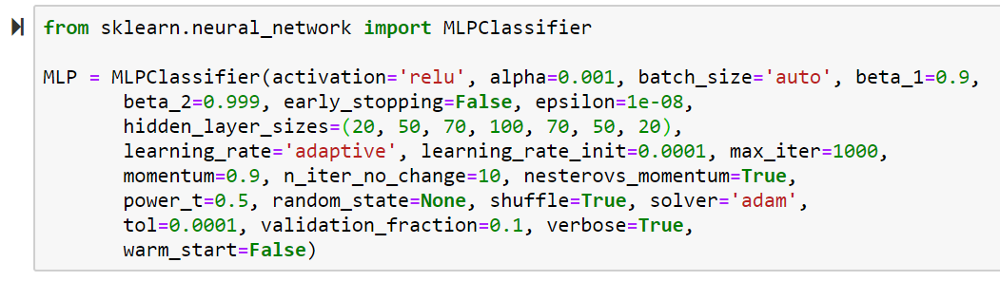 from sklearn.neural_network import MLPClassifier
MLP = MLPClassifier(activation='relu', alpha=0.001, batch_size='auto', beta_1=0.9,
beta_2=0.999, early_stopping=False, epsilon=1e-08,
hidden_layer_sizes=(20, 50, 70, 100, 70, 50, 20),
learning_rate='adaptive', learning_rate_init=0.0001, max_iter=1000,
momentum=0.9, n_iter_no_change=10, nesterovs_momentum=True,
power_t=0.5, random_state=None, shuffle=True, solver='adam',
tol=0.0001, validation_fraction=0.1, verbose=True,
warm_start=False)